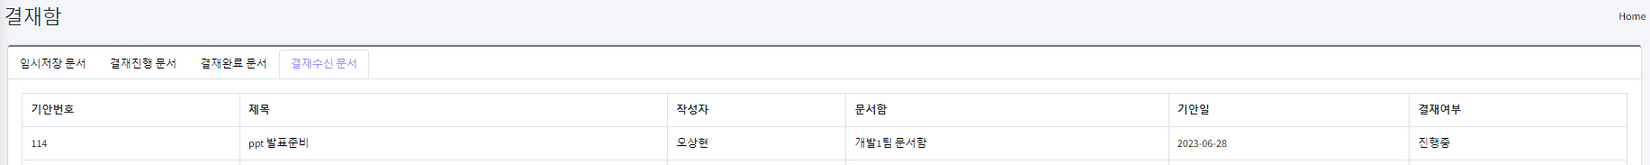 결재함
Home
임시저장 문서 결재진행 문서 결재완료 문서 결재수신 문서
기안번호 제목 작성자 문서함 기안일 결재여부
114 ppt 발표준비 오상현 개발1팀 문서함 2023-06-28 진행중